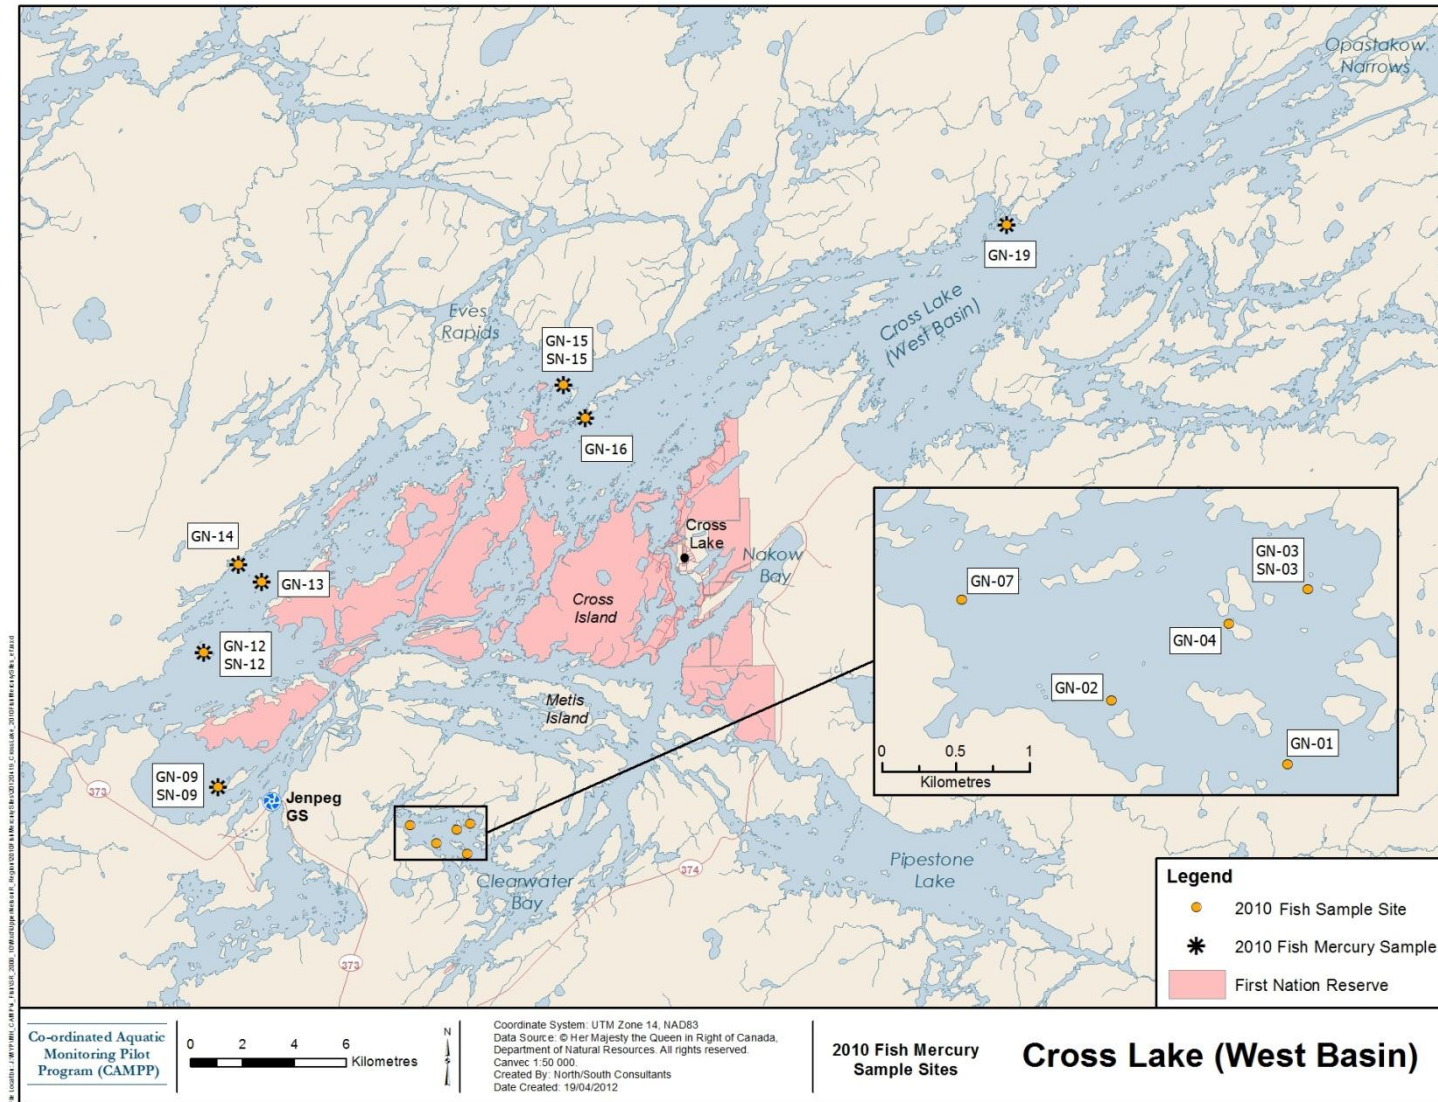 Opastakow
Narrows
GN-19
Cross Lake
(West Basin)
Eves
Rapids
GN-15
SN-15
GN-16
GN-14
GN-13
GN-12
SN-12
Cross
Lake
Nakow
Bay
Cross
Island
Metis
Island
GN-09
SN-09
373
Jenpeg
GS
373
Clearwater
Bay
374
Pipestone
Lake
GN-07
GN-03
SN-03
GN-04
GN-02
GN-01
0 0.5 1
Kilometres
Legend
2010 Fish Sample Site
2010 Fish Mercury Sample
First Nation Reserve
Co-ordinated Aquatic
Monitoring Pilot
Program (CAMPP)
0 2 4 6
Kilometres
N
Coordinate System: UTM Zone 14, NAD83
Data Source: © Her Majesty the Queen in Right of Canada,
Department of Natural Resources. All rights reserved.
Canvec 1:50 000.
Created By: North/South Consultants
Date Created: 19/04/2012
2010 Fish Mercury
Sample Sites
Cross Lake (West Basin)